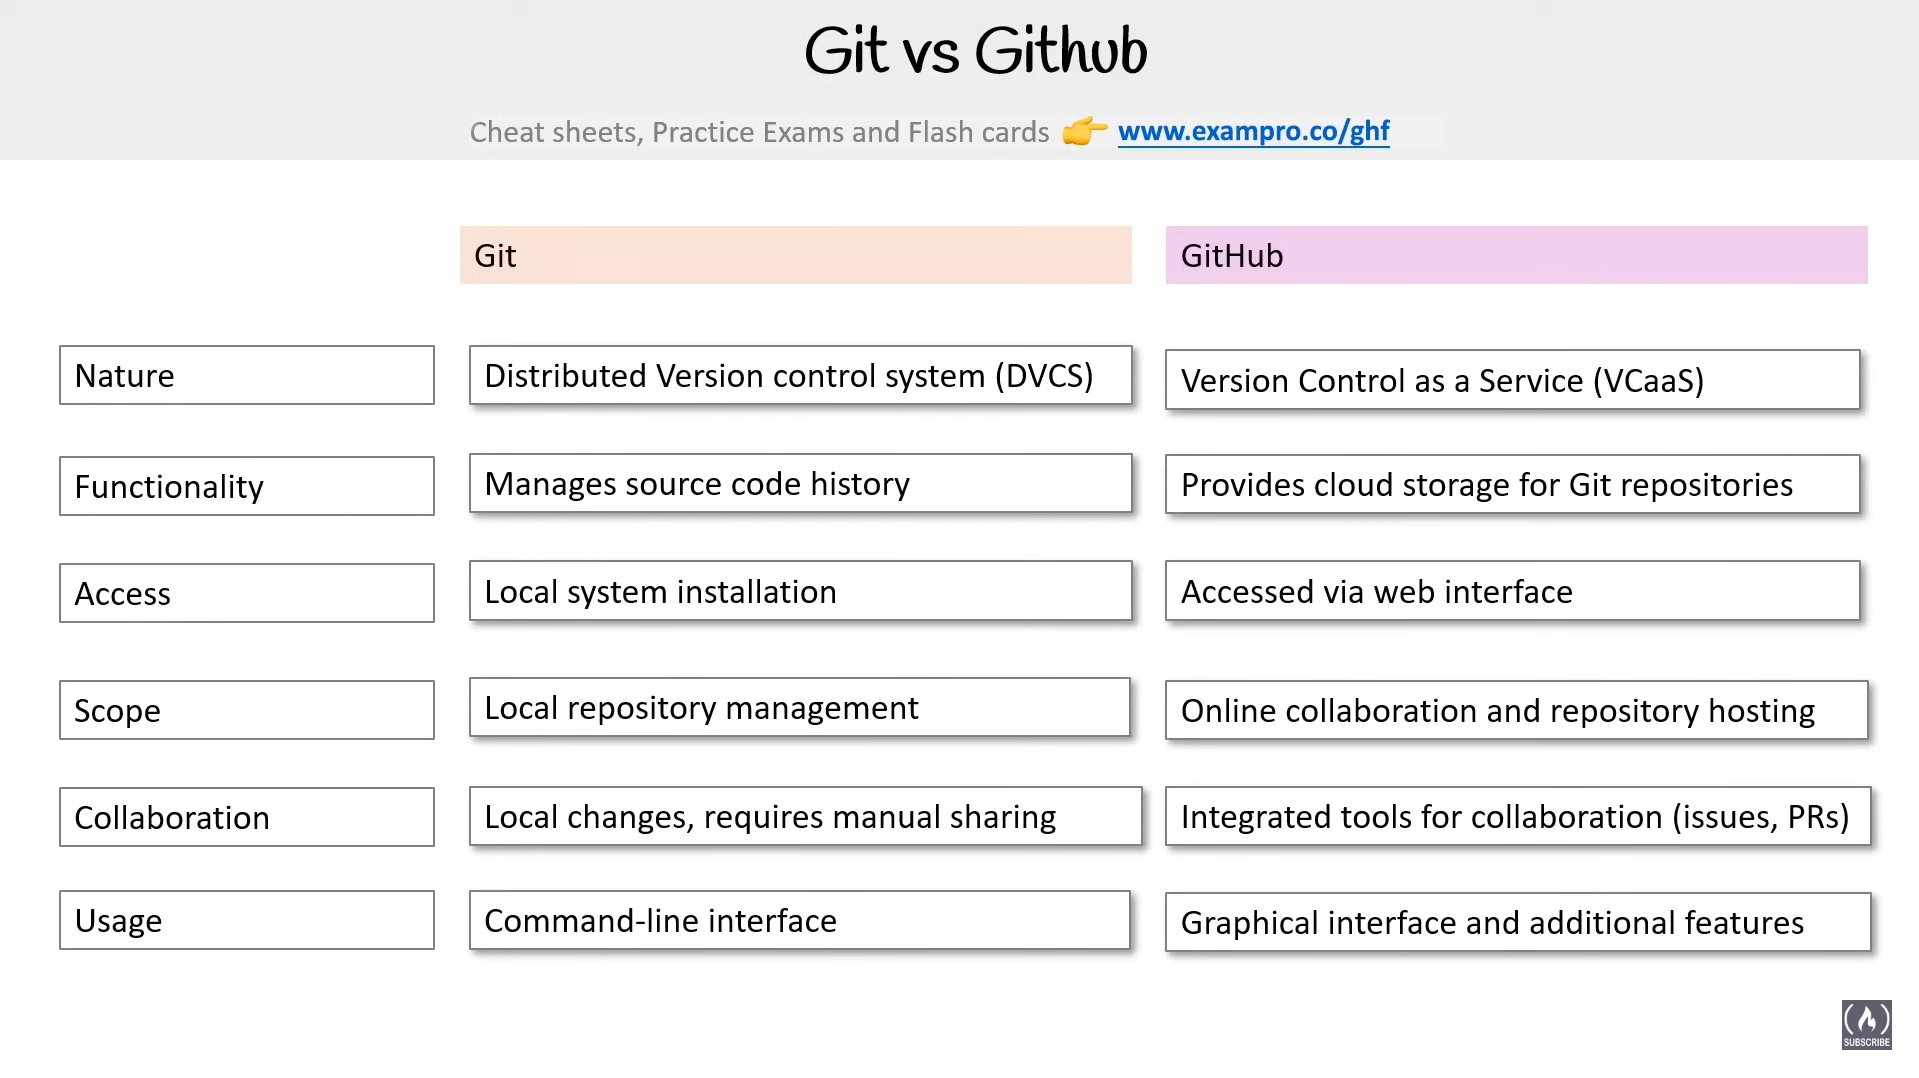 Git vs Github
Cheat sheets, Practice Exams and Flash cards 👉 www.exampro.co/ghf
Git
GitHub
Nature
Distributed Version control system (DVCS)
Version Control as a Service (VCaaS)
Functionality
Manages source code history
Provides cloud storage for Git repositories
Access
Local system installation
Accessed via web interface
Scope
Local repository management
Online collaboration and repository hosting
Collaboration
Local changes, requires manual sharing
Integrated tools for collaboration (issues, PRs)
Usage
Command-line interface
Graphical interface and additional features
SUBSCRIBE